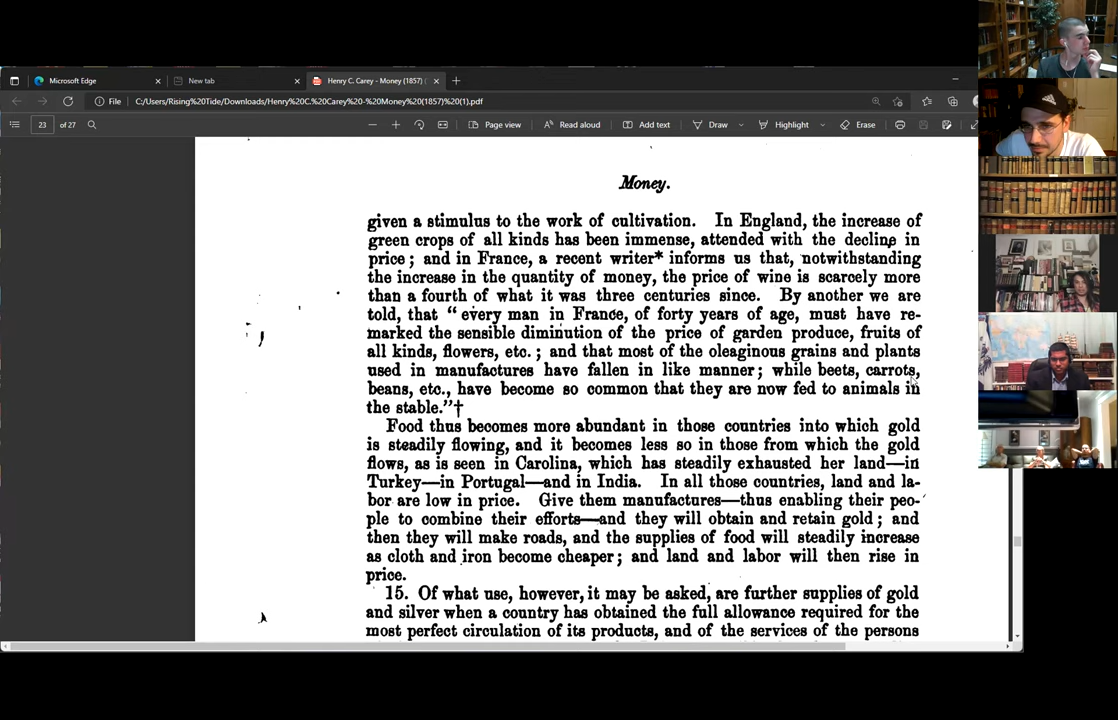 Microsoft Edge
New tab
Henry C. Carey - Money (1857) (
File
C:/Users/Rising%20Tide/Downloads/Henry%20C.%20Carey%20-%20Money%20(1857)%20(1).pdf
23 of 27
Page view
Read aloud
Add text
Draw
Highlight
Erase
Money.
given a stimulus to the work of cultivation. In England, the increase of
green crops of all kinds has been immense, attended with the decline in
price; and in France, a recent writer* informs us that, notwithstanding
the increase in the quantity of money, the price of wine is scarcely more
than a fourth of what it was three centuries since. By another we are
told, that "every man in France, of forty years of age, must have re-
marked the sensible diminution of the price of garden produce, fruits of
all kinds, flowers, etc.; and that most of the oleaginous grains and plants
used in manufactures have fallen in like manner; while beets, carrots,
beans, etc., have become so common that they are now fed to animals in
the stable."†
Food thus becomes more abundant in those countries into which gold
is steadily flowing, and it becomes less so in those from which the gold
flows, as is seen in Carolina, which has steadily exhausted her land—in
Turkey—in Portugal—and in India. In all those countries, land and la-
bor are low in price. Give them manufactures—thus enabling their peo-
ple to combine their efforts—and they will obtain and retain gold; and
then they will make roads, and the supplies of food will steadily increase
as cloth and iron become cheaper; and land and labor will then rise in
price.
15. Of what use, however, it may be asked, are further supplies of gold
and silver when a country has obtained the full allowance required for the
most perfect circulation of its products, and of the services of the persons